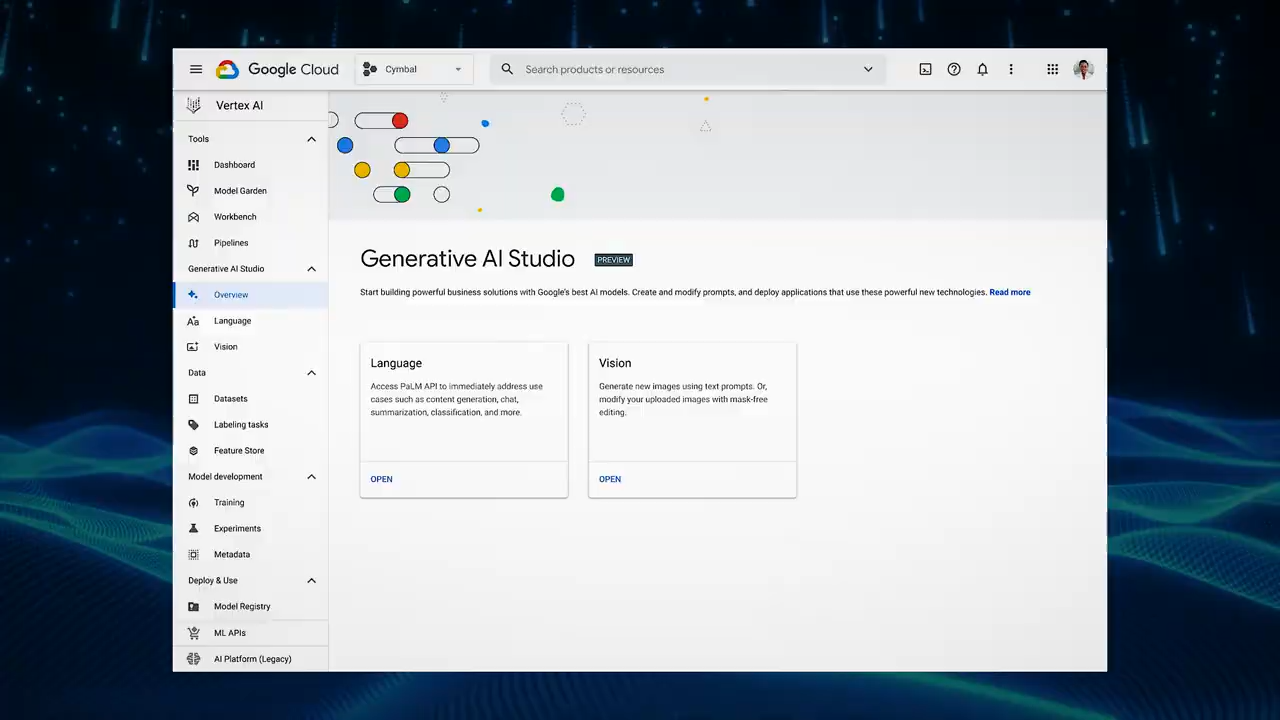 Google Cloud
Cymbal
Search products or resources
Vertex AI
Tools
Dashboard
Model Garden
Workbench
Pipelines
Generative AI Studio
Overview
Language
Vision
Data
Datasets
Labeling tasks
Feature Store
Model development
Training
Experiments
Metadata
Deploy & Use
Model Registry
ML APIs
AI Platform (Legacy)
Generative AI Studio PREVIEW
Start building powerful business solutions with Google's best AI models. Create and modify prompts, and deploy applications that use these powerful new technologies. Read more
Language
Access PaLM API to immediately address use
cases such as content generation, chat,
summarization, classification, and more.
OPEN
Vision
Generate new images using text prompts. Or,
modify your uploaded images with mask-free
editing.
OPEN